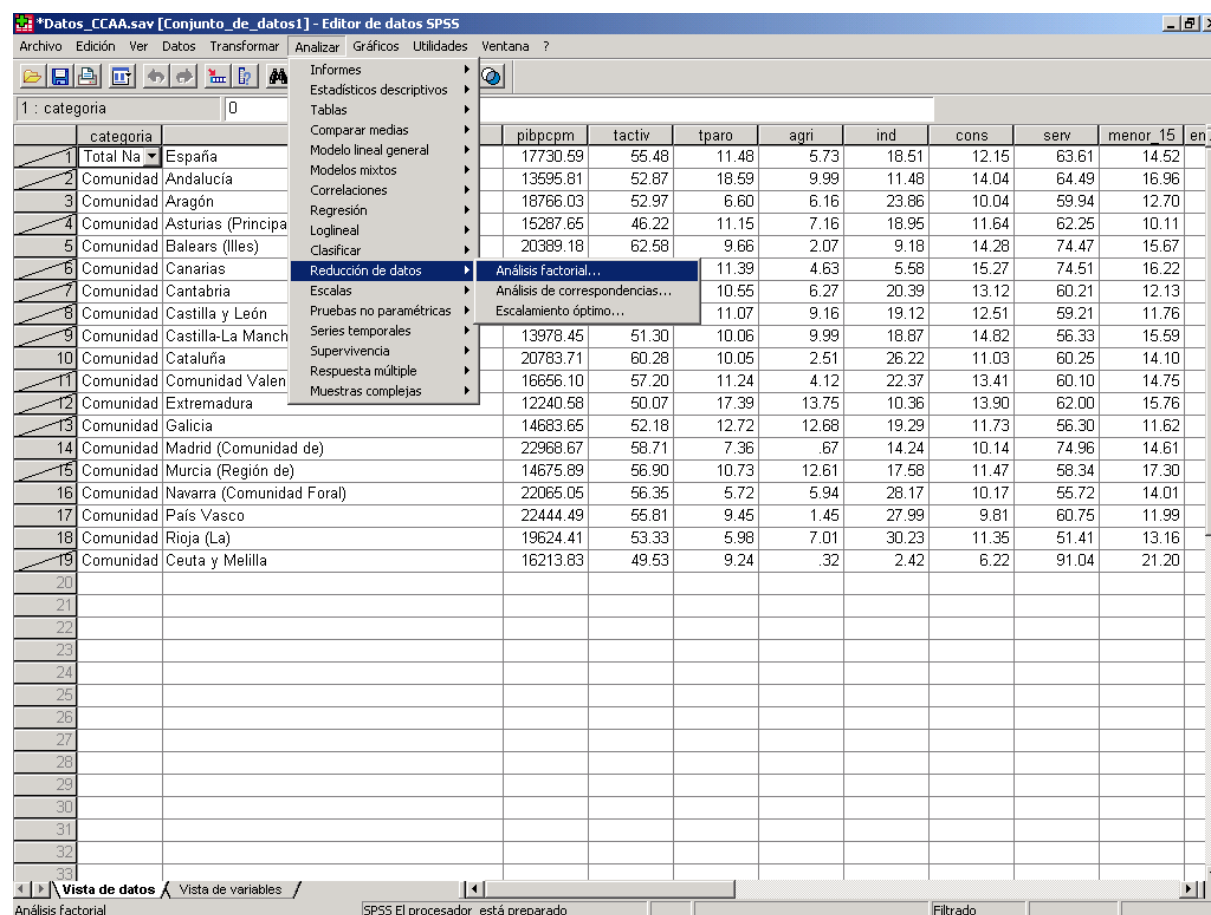 *Datos_CCAA.sav [Conjunto_de_datos1] - Editor de datos SPSS
Archivo Edición Ver Datos Transformar Analizar Gráficos Utilidades Ventana ?
1 : categoria 0
Informes
Estadísticos descriptivos
Tablas
Comparar medias
Modelo lineal general
Modelos mixtos
Correlaciones
Regresión
Loglineal
Clasificar
Reducción de datos
Escalas
Pruebas no paramétricas
Series temporales
Supervivencia
Respuesta múltiple
Muestras complejas
Análisis factorial...
Análisis de correspondencias...
Escalamiento óptimo...
categoria pibpcpm tactiv tparo agri ind cons serv menor_15 en
1 Total Na España 17730.59 55.48 11.48 5.73 18.51 12.15 63.61 14.52
2 Comunidad Andalucía 13595.81 52.87 18.59 9.99 11.48 14.04 64.49 16.96
3 Comunidad Aragón 18766.03 52.97 6.60 6.16 23.86 10.04 59.94 12.70
4 Comunidad Asturias (Principa 15287.65 46.22 11.15 7.16 18.95 11.64 62.25 10.11
5 Comunidad Balears (Illes) 20389.18 62.58 9.66 2.07 9.18 14.28 74.47 15.67
6 Comunidad Canarias 11.39 4.63 5.58 15.27 74.51 16.22
7 Comunidad Cantabria 10.55 6.27 20.39 13.12 60.21 12.13
8 Comunidad Castilla y León 11.07 9.16 19.12 12.51 59.21 11.76
9 Comunidad Castilla-La Manch 13978.45 51.30 10.06 9.99 18.87 14.82 56.33 15.59
10 Comunidad Cataluña 20783.71 60.28 10.05 2.51 26.22 11.03 60.25 14.10
11 Comunidad Comunidad Valen 16656.10 57.20 11.24 4.12 22.37 13.41 60.10 14.75
12 Comunidad Extremadura 12240.58 50.07 17.39 13.75 10.36 13.90 62.00 15.76
13 Comunidad Galicia 14683.65 52.18 12.72 12.68 19.29 11.73 56.30 11.62
14 Comunidad Madrid (Comunidad de) 22968.67 58.71 7.36 .67 14.24 10.14 74.96 14.61
15 Comunidad Murcia (Región de) 14675.89 56.90 10.73 12.61 17.58 11.47 58.34 17.30
16 Comunidad Navarra (Comunidad Foral) 22065.05 56.35 5.72 5.94 28.17 10.17 55.72 14.01
17 Comunidad País Vasco 22444.49 55.81 9.45 1.45 27.99 9.81 60.75 11.99
18 Comunidad Rioja (La) 19624.41 53.33 5.98 7.01 30.23 11.35 51.41 13.16
19 Comunidad Ceuta y Melilla 16213.83 49.53 9.24 .32 2.42 6.22 91.04 21.20
20
21
22
23
24
25
26
27
28
29
30
31
32
33
Vista de datos Vista de variables
Análisis factorial SPSS El procesador está preparado Filtrado